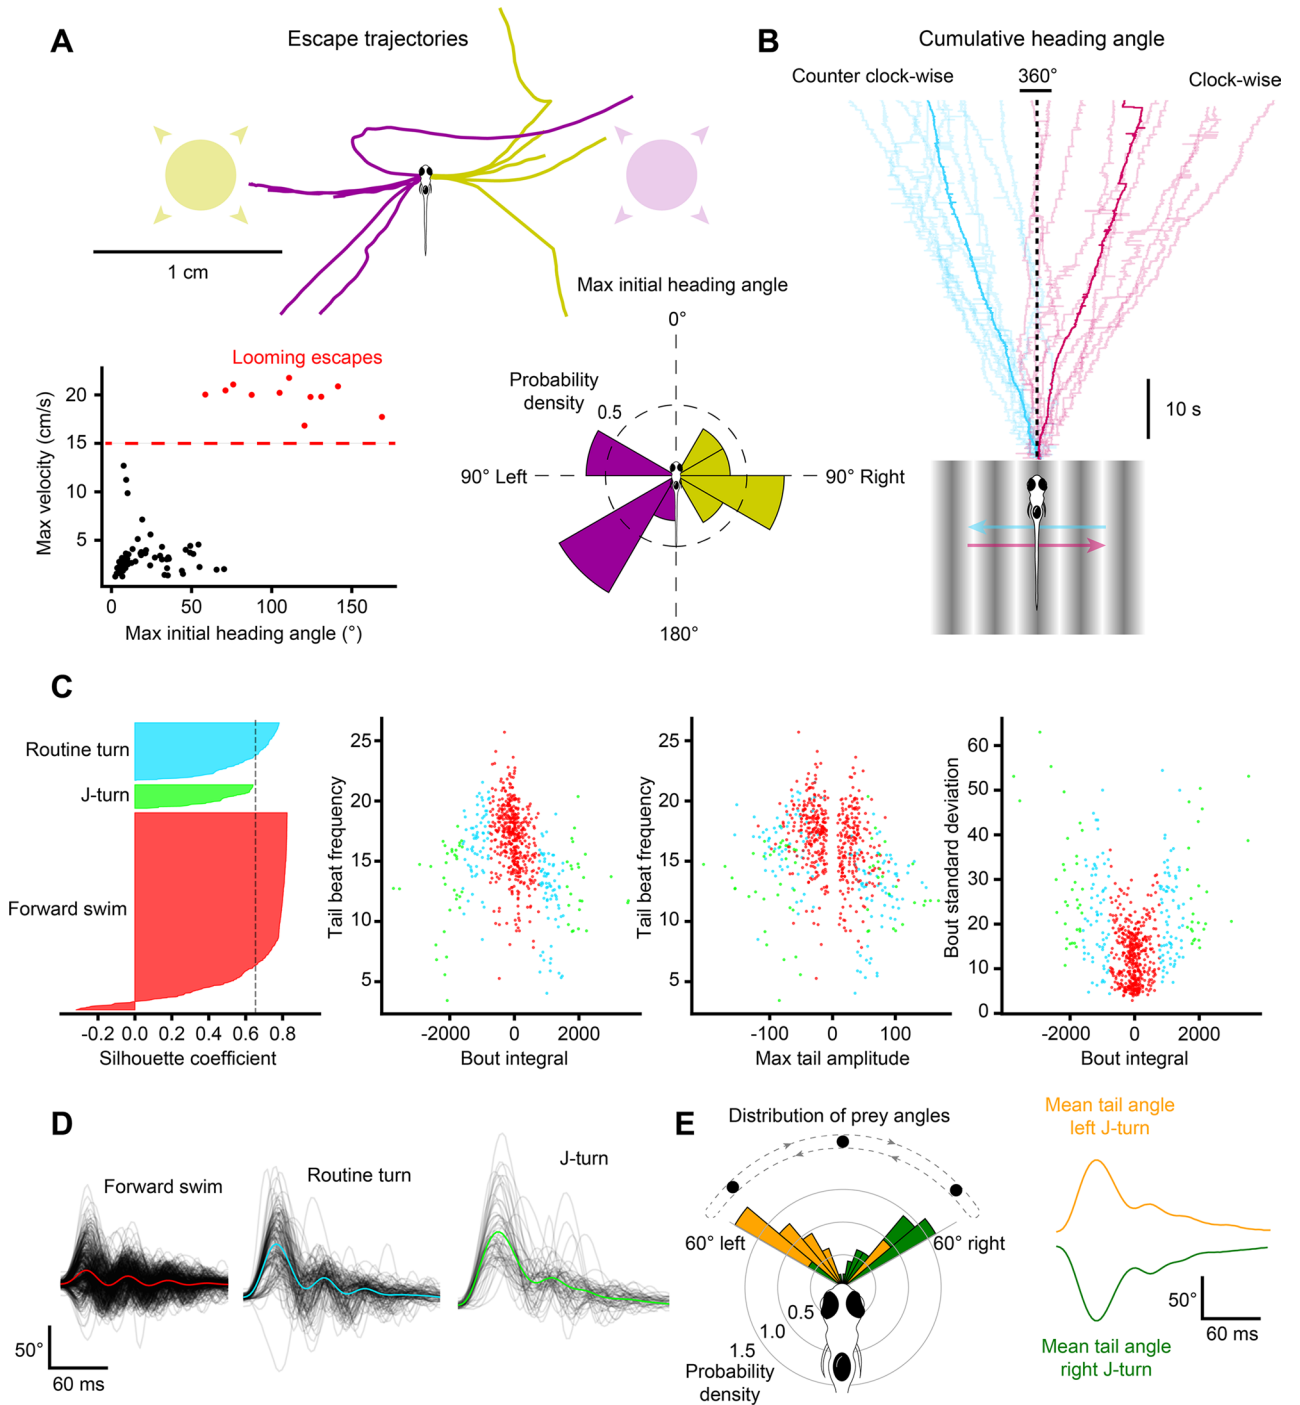 A
Escape trajectories
1 cm
Looming escapes
Max velocity (cm/s)
20
15
10
5
0
50
100
150
Max initial heading angle (°)
Max initial heading angle
0°
Probability
density
0.5
90° Left
90° Right
180°
B
Cumulative heading angle
Counter clock-wise
360°
Clock-wise
10 s
C
Routine turn
J-turn
Forward swim
-0.2
0.0
0.2
0.4
0.6
0.8
Silhouette coefficient
Tail beat frequency
25
20
15
10
5
-2000
0
2000
Bout integral
Tail beat frequency
25
20
15
10
5
-100
0
100
Max tail amplitude
Bout standard deviation
60
50
40
30
20
10
0
-2000
0
2000
Bout integral
D
Forward swim
Routine turn
J-turn
50°
60 ms
E
Distribution of prey angles
60° left
60° right
0.5
1.0
1.5
Probability
density
Mean tail angle
left J-turn
50°
60 ms
Mean tail angle
right J-turn